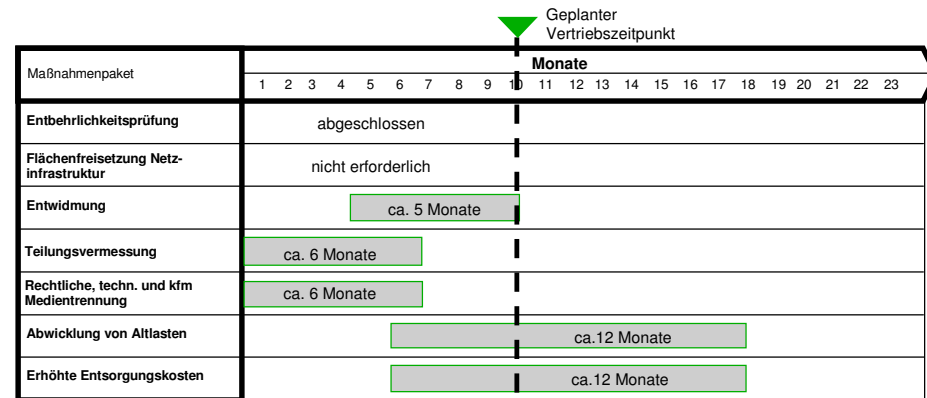 Geplanter
Vertriebszeitpunkt
Maßnahmenpaket
Monate
1 2 3 4 5 6 7 8 9 10 11 12 13 14 15 16 17 18 19 20 21 22 23
Entbehrlichkeitsprüfung
abgeschlossen
Flächenfreisetzung Netz-
infrastruktur
nicht erforderlich
Entwidmung
ca. 5 Monate
Teilungsvermessung
ca. 6 Monate
Rechtliche, techn. und kfm
Medientrennung
ca. 6 Monate
Abwicklung von Altlasten
ca.12 Monate
Erhöhte Entsorgungskosten
ca.12 Monate